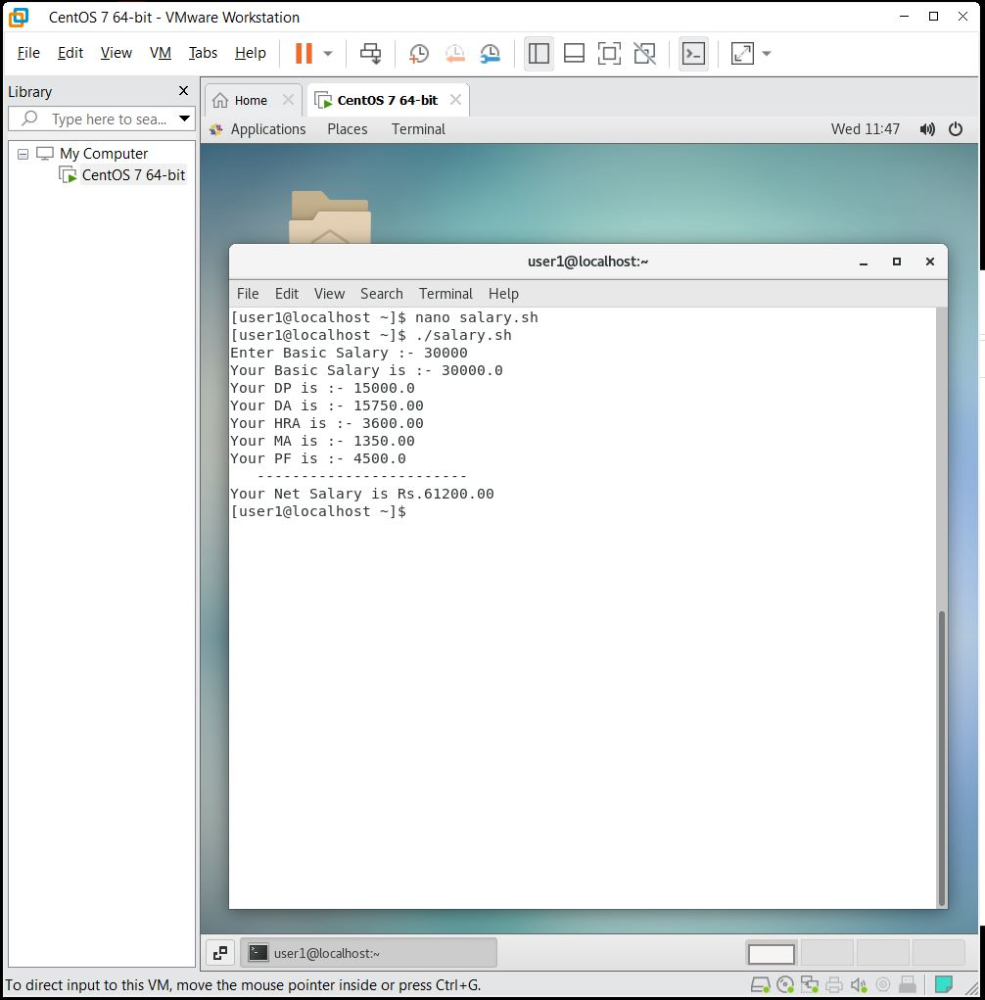 CentOS 7 64-bit - VMware Workstation
File Edit View VM Tabs Help
Library
Type here to sea...
My Computer
CentOS 7 64-bit
Home
CentOS 7 64-bit
Applications Places Terminal
Wed 11:47
user1@localhost:~
File Edit View Search Terminal Help
[user1@localhost ~]$ nano salary.sh
[user1@localhost ~]$ ./salary.sh
Enter Basic Salary :- 30000
Your Basic Salary is :- 30000.0
Your DP is :- 15000.0
Your DA is :- 15750.00
Your HRA is :- 3600.00
Your MA is :- 1350.00
Your PF is :- 4500.0
------------------------
Your Net Salary is Rs.61200.00
[user1@localhost ~]$
user1@localhost:~
To direct input to this VM, move the mouse pointer inside or press Ctrl+G.